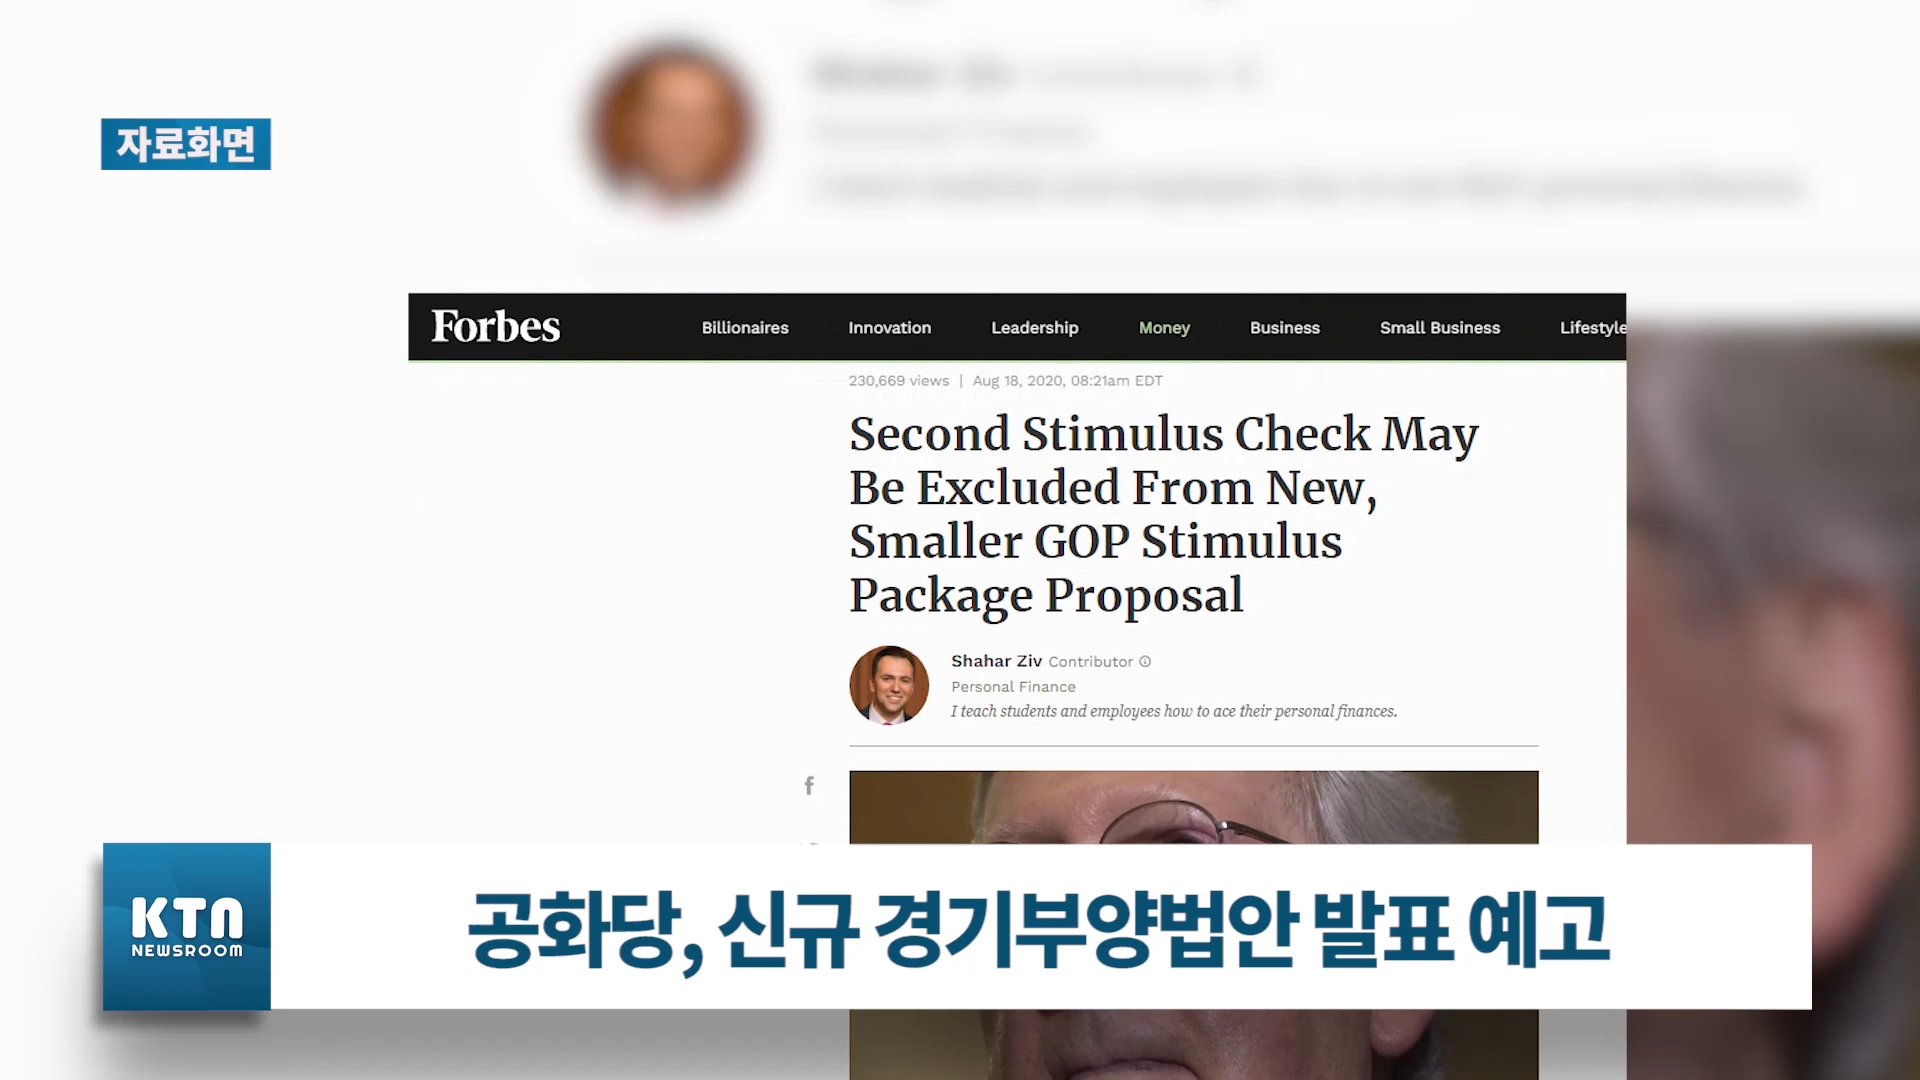 자료화면
Forbes
Billionaires
Innovation
Leadership
Money
Business
Small Business
Lifestyle
230,669 views | Aug 18, 2020, 08:21am EDT
Second Stimulus Check May
Be Excluded From New,
Smaller GOP Stimulus
Package Proposal
Shahar Ziv Contributor
Personal Finance
I teach students and employees how to ace their personal finances.
f
KTN
NEWSROOM
공화당, 신규 경기부양법안 발표 예고